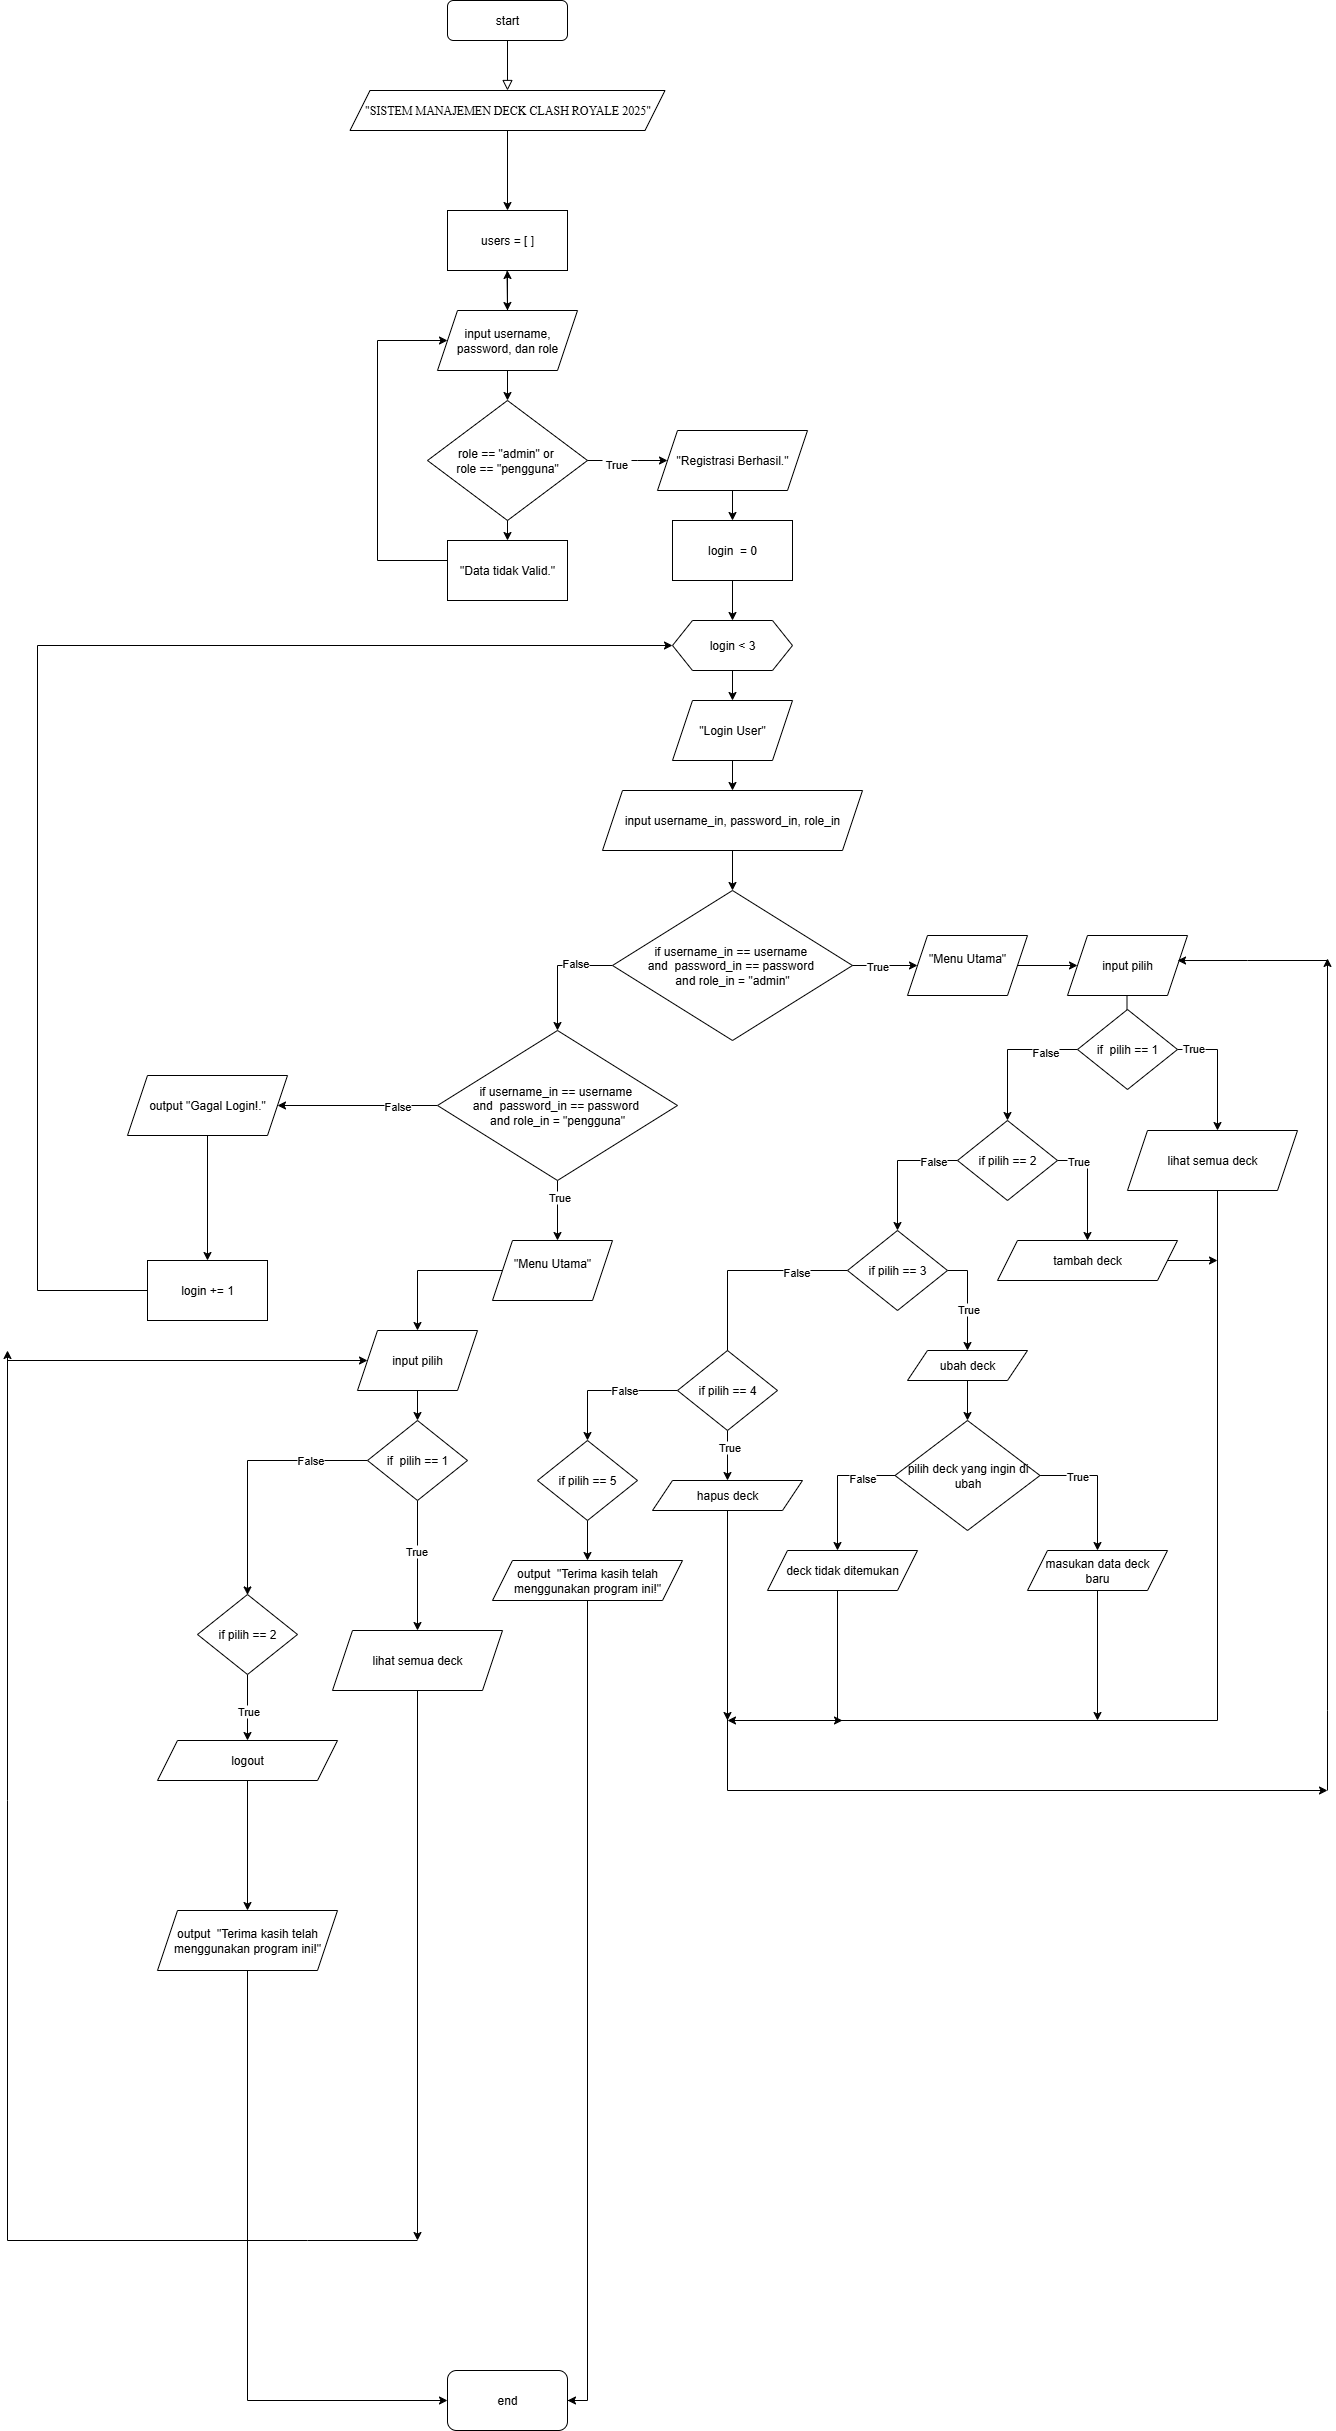 start
"SISTEM MANAJEMEN DECK CLASH ROYALE 2025"
users = [ ]
input username,
password, dan role
role == "admin" or
role == "pengguna"
True
"Registrasi Berhasil."
login = 0
"Data tidak Valid."
login < 3
"Login User"
input username_in, password_in, role_in
if username_in == username
and password_in == password
and role_in = "admin"
False
True
"Menu Utama"
input pilih
if pilih == 1
False
True
if username_in == username
and password_in == password
and role_in = "pengguna"
False
True
output "Gagal Login!."
login += 1
if pilih == 2
False
True
lihat semua deck
tambah deck
if pilih == 3
False
True
"Menu Utama"
input pilih
if pilih == 1
False
True
if pilih == 4
False
True
ubah deck
pilih deck yang ingin di
ubah
False
True
if pilih == 5
hapus deck
deck tidak ditemukan
masukan data deck
baru
output "Terima kasih telah
menggunakan program ini!"
if pilih == 2
True
lihat semua deck
logout
output "Terima kasih telah
menggunakan program ini!"
end